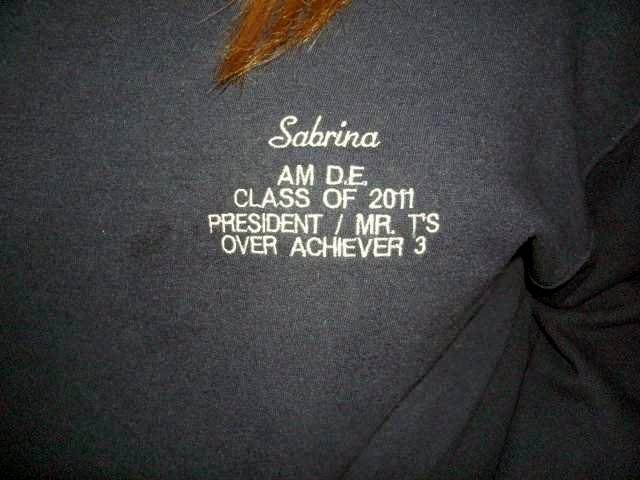 Sabrina
AM D.E.
CLASS OF 2011
PRESIDENT / MR. T'S
OVER ACHIEVER 3